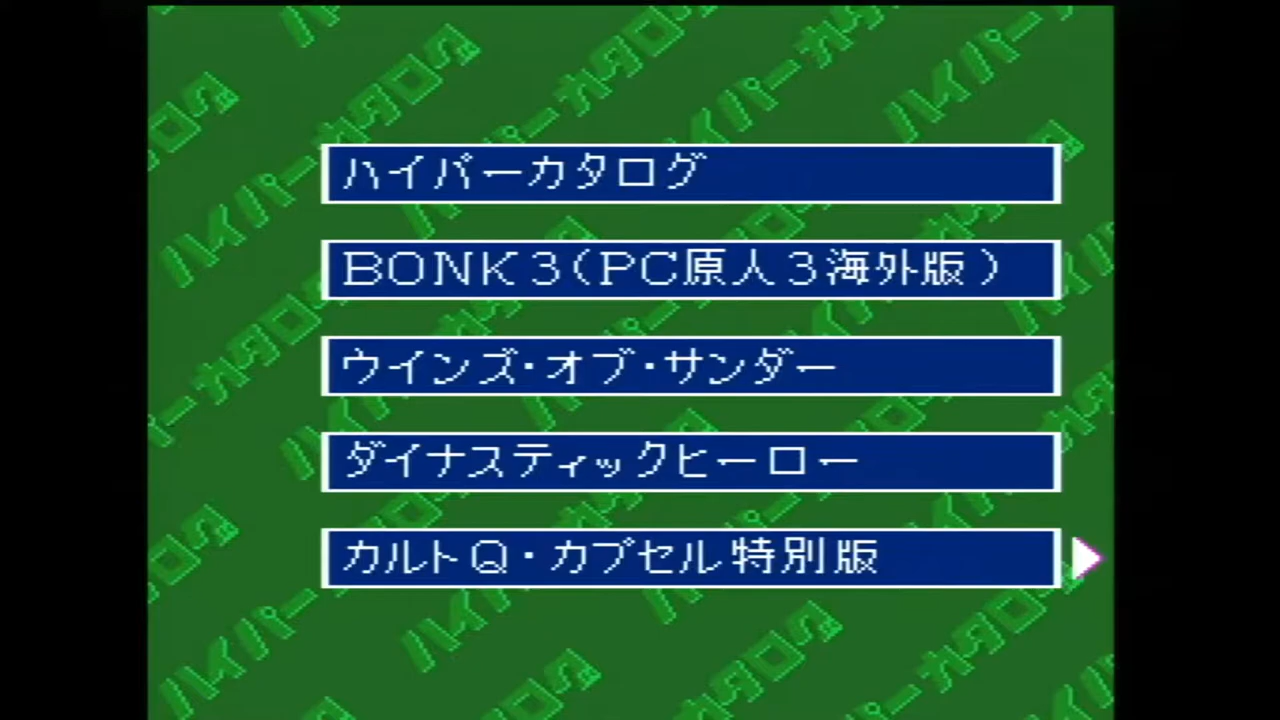 ハイパーカタログ
BONK3(PC原人3海外版)
ウインズ・オブ・サンダー
ダイナスティックヒーロー
カルトQ・カプセル特別版